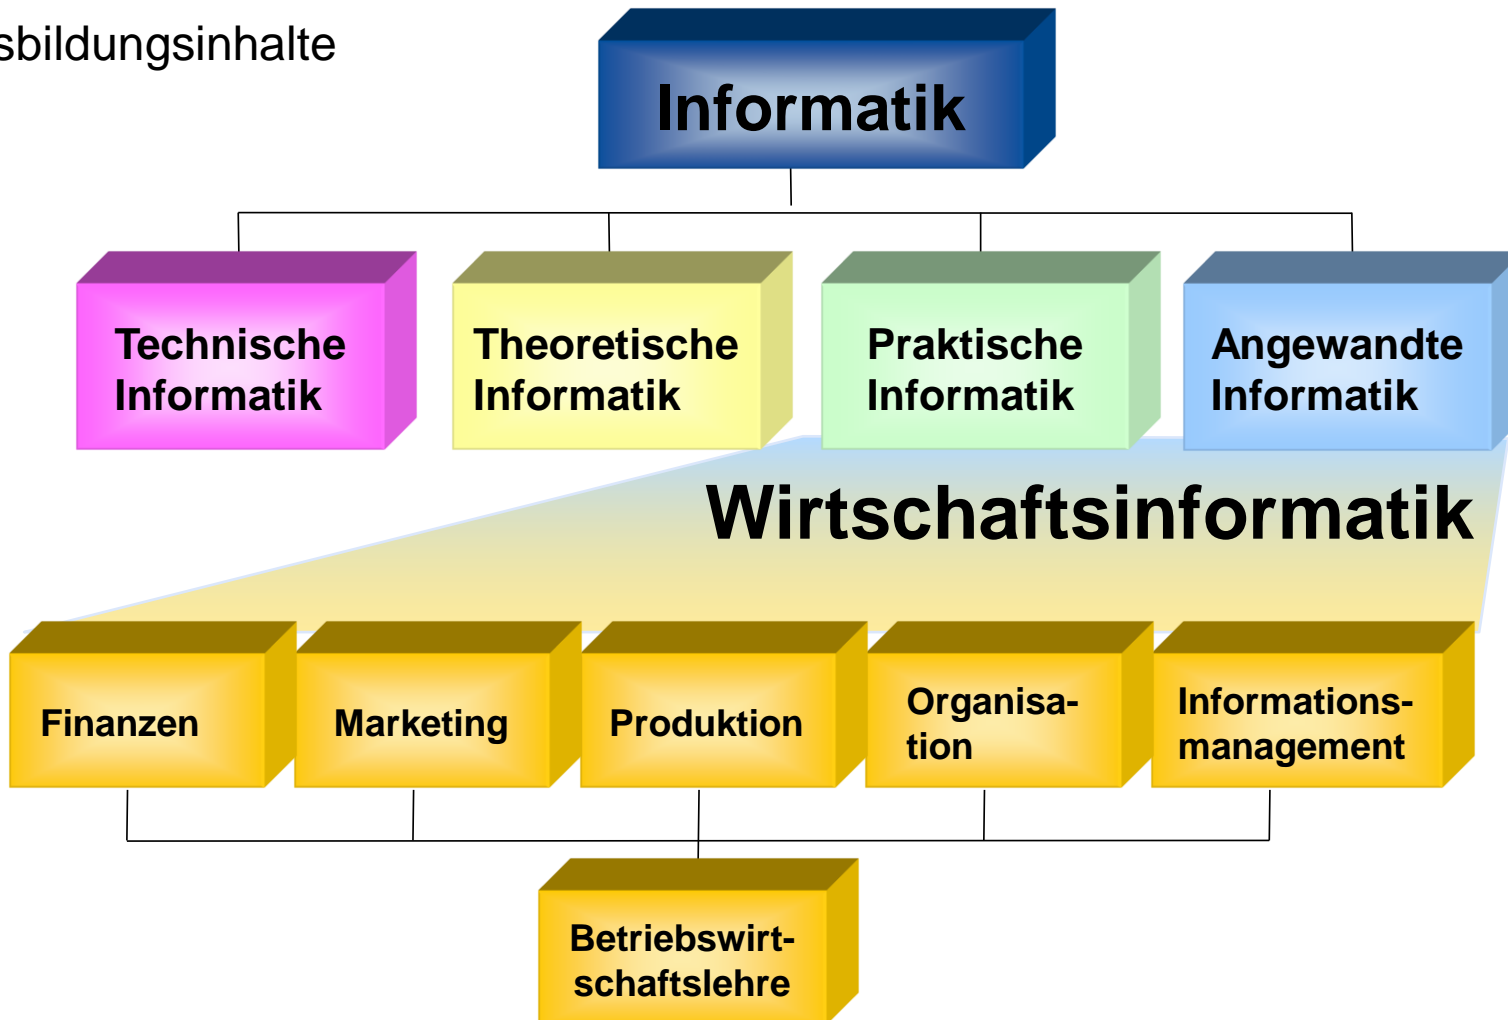 sbildungsinhalte
Informatik
Technische
Informatik
Theoretische
Informatik
Praktische
Informatik
Angewandte
Informatik
Wirtschaftsinformatik
Finanzen
Marketing
Produktion
Organisa-
tion
Informations-
management
Betriebswirt-
schaftslehre